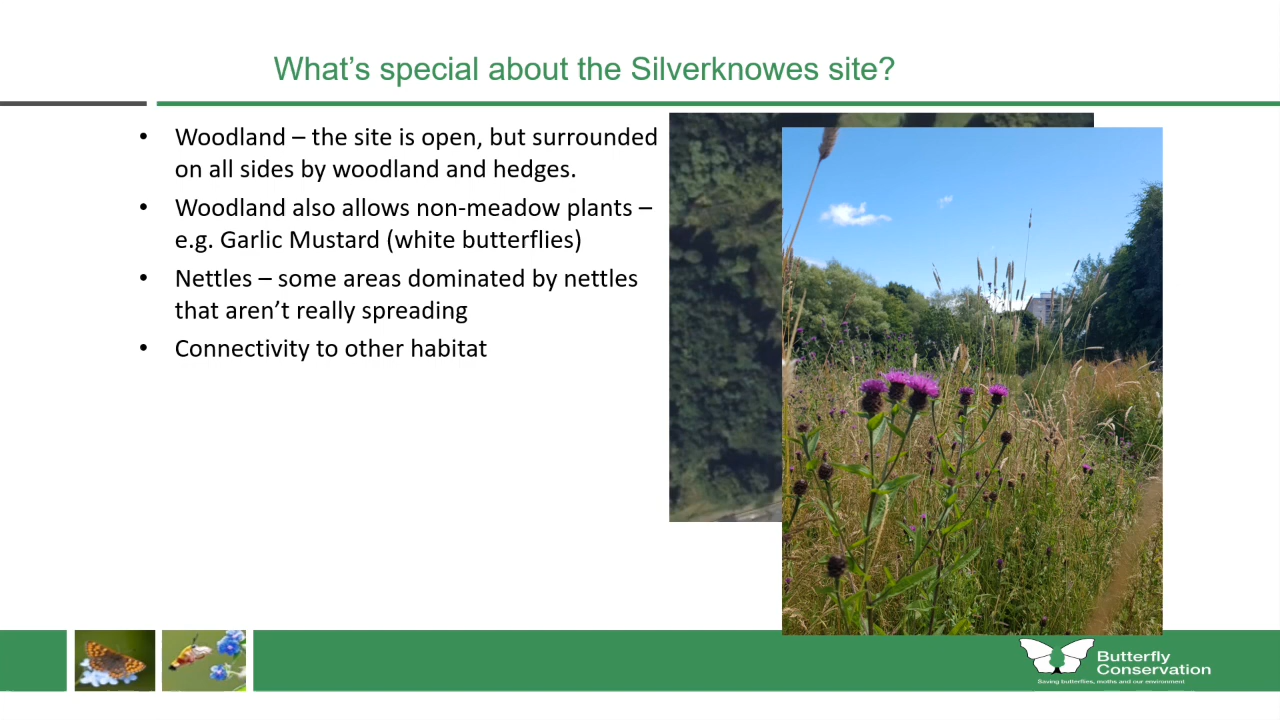 What’s special about the Silverknowes site?
• Woodland – the site is open, but surrounded
on all sides by woodland and hedges.
• Woodland also allows non-meadow plants –
e.g. Garlic Mustard (white butterflies)
• Nettles – some areas dominated by nettles
that aren’t really spreading
• Connectivity to other habitat
Butterfly
Conservation
Saving butterflies, moths and our environment